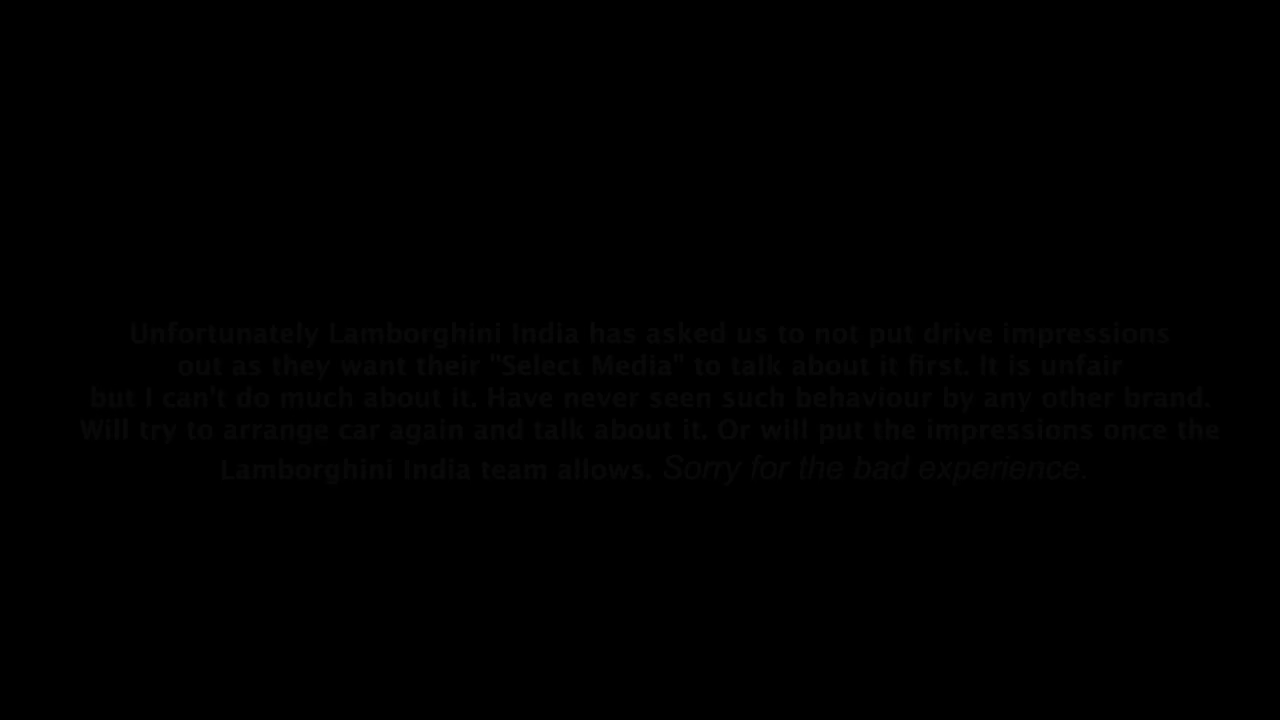 Unfortunately Lamborghini India has asked us to not put drive impressions
out as they want their "Select Media" to talk about it first. It is unfair
but I can't do much about it. Have never seen such behaviour by any other brand.
Will try to arrange car again and talk about it. Or will put the impressions once the
Lamborghini India team allows. Sorry for the bad experience.